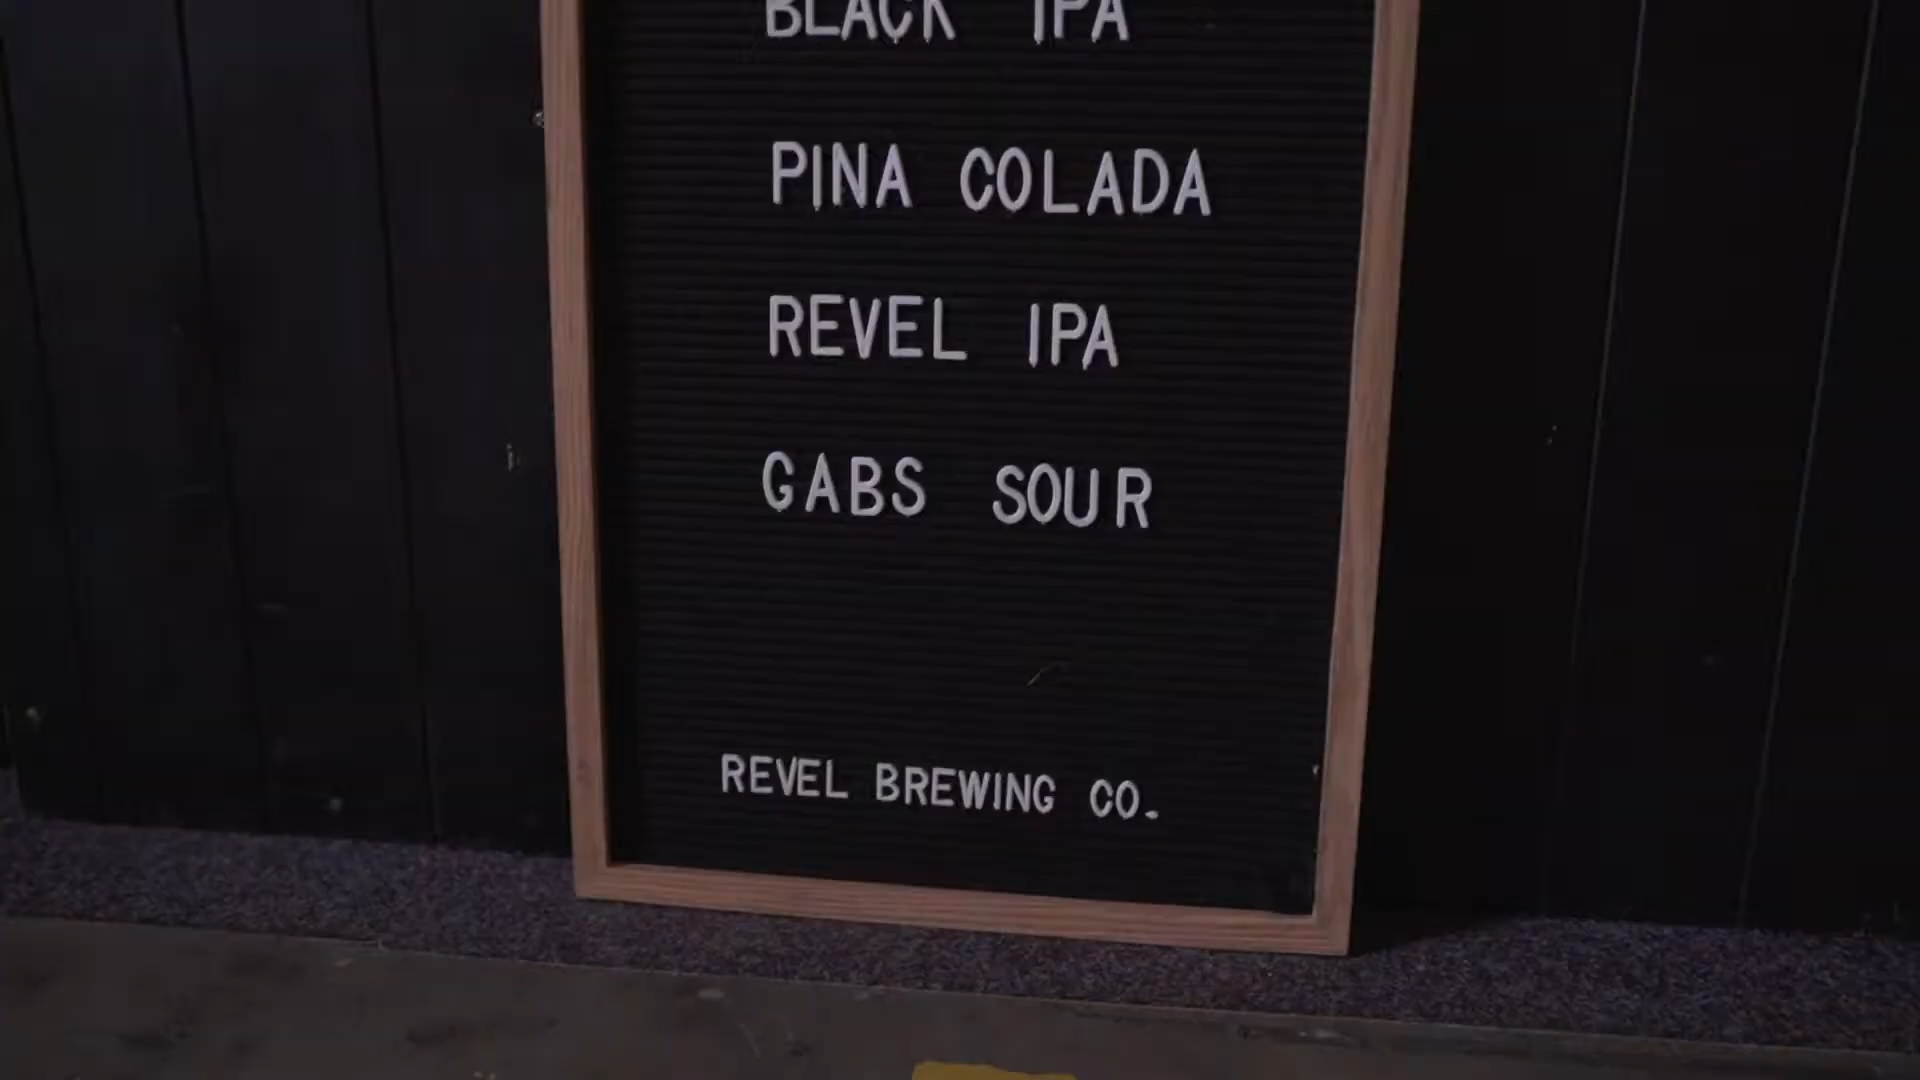 BLACK IPA
PINA COLADA
REVEL IPA
GABS SOUR
REVEL BREWING CO.